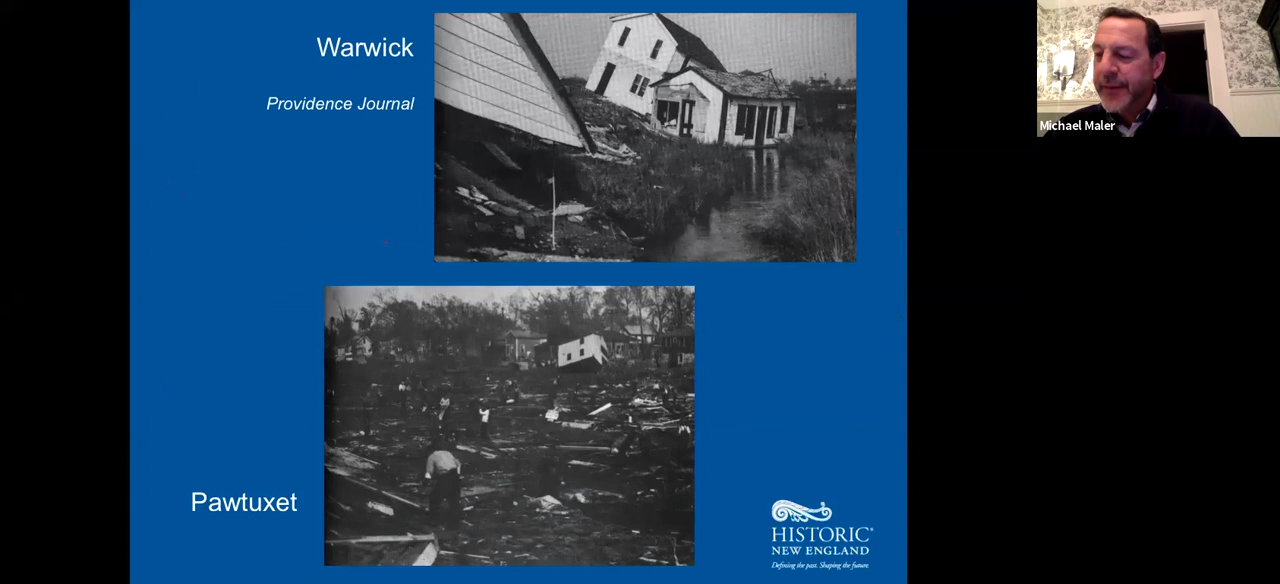 Warwick
Providence Journal
Michael Maler
Pawtuxet
HISTORIC®
NEW ENGLAND
Defining the past. Shaping the future.